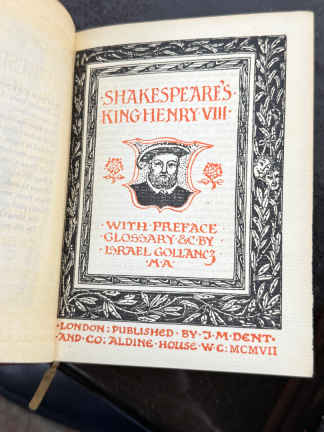 ·SHAKESPEARE'S·
KING HENRY VIII·
·WITH·PREFACE
GLOSSARY·&C·BY
·ISRAEL GOLLANCZ
·M·A·
·LONDON: PUBLISHED·BY·J·M·DENT·
·AND·CO: ALDINE·HOUSE·W·C: MCMVII